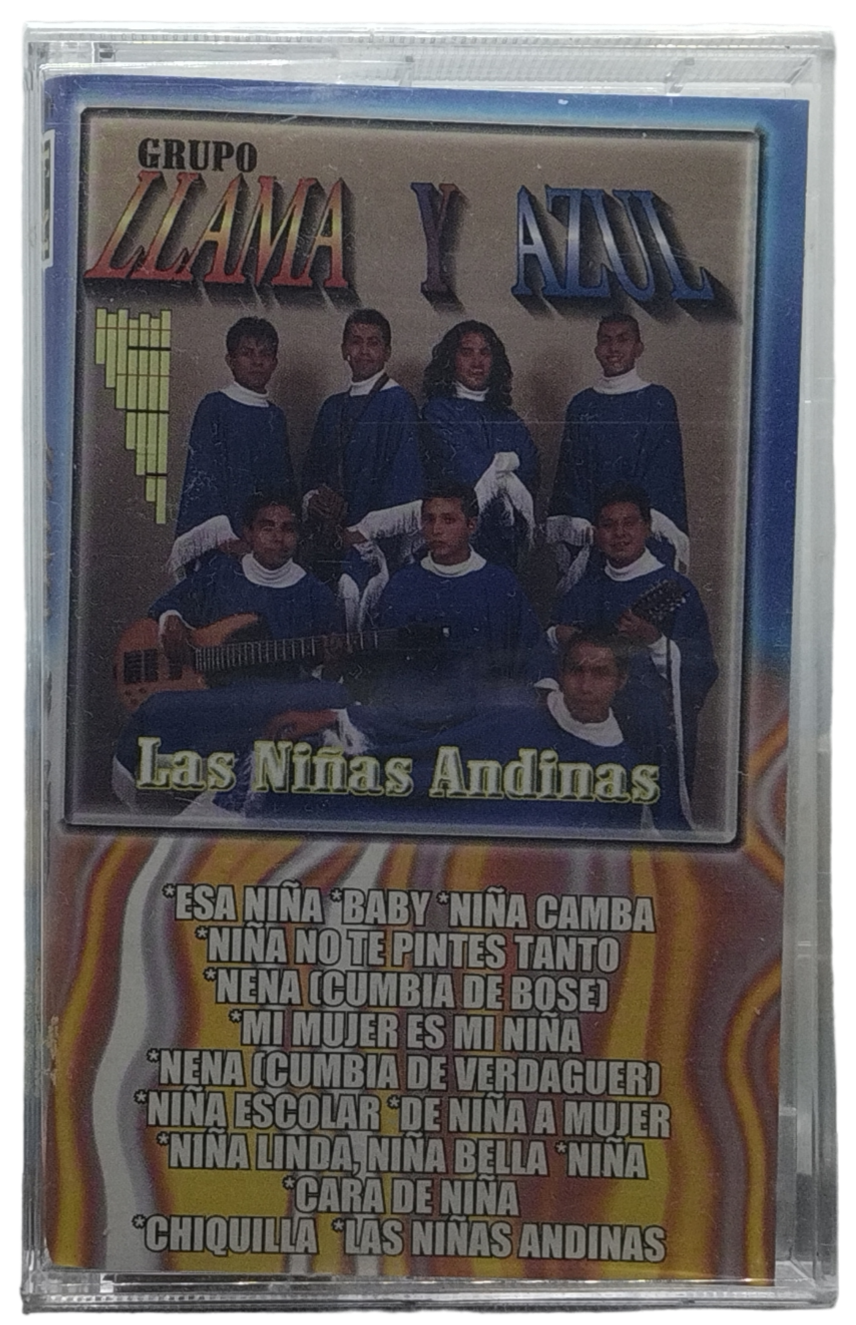 GRUPO
LLAMA Y AZUL
Las Niñas Andinas
*ESA NIÑA *BABY *NIÑA CAMBA
*NIÑA NO TE PINTES TANTO
*NENA (CUMBIA DE BOSE)
*MI MUJER ES MI NIÑA
*NENA (CUMBIA DE VERDAGUER)
*NIÑA ESCOLAR *DE NIÑA A MUJER
*NIÑA LINDA, NIÑA BELLA *NIÑA
*CARA DE NIÑA
*CHIQUILLA *LAS NIÑAS ANDINAS